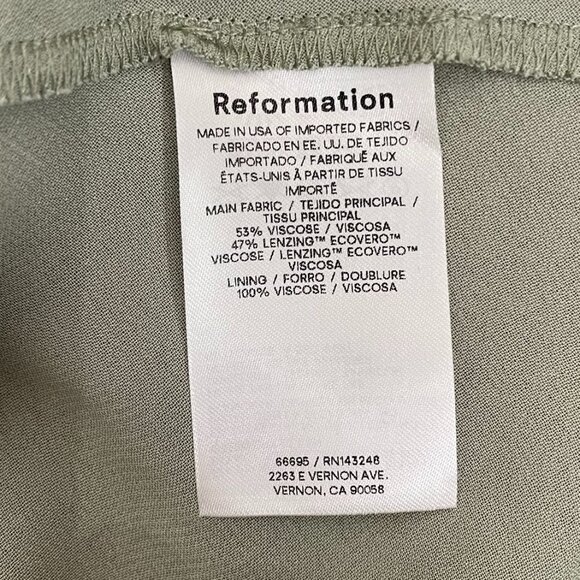 Reformation
MADE IN USA OF IMPORTED FABRICS /
FABRICADO EN EE. UU. DE TEJIDO
IMPORTADO / FABRIQUÉ AUX
ÉTATS-UNIS À PARTIR DE TISSU
IMPORTÉ
MAIN FABRIC / TEJIDO PRINCIPAL /
TISSU PRINCIPAL
53% VISCOSE / VISCOSA
47% LENZING™ ECOVERO™
VISCOSE / LENZING™ ECOVERO™
VISCOSA
LINING / FORRO / DOUBLURE
100% VISCOSE / VISCOSA
66695 / RN143248
2263 E VERNON AVE.
VERNON, CA 90058